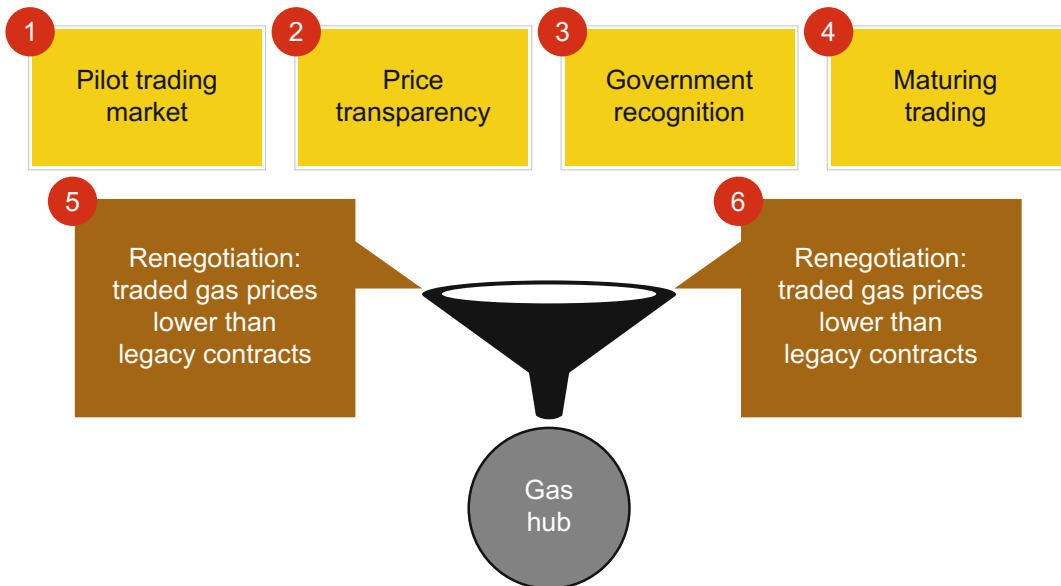 1
Pilot trading
market
2
Price
transparency
3
Government
recognition
4
Maturing
trading
5
Renegotiation:
traded gas prices
lower than
legacy contracts
6
Renegotiation:
traded gas prices
lower than
legacy contracts
Gas
hub